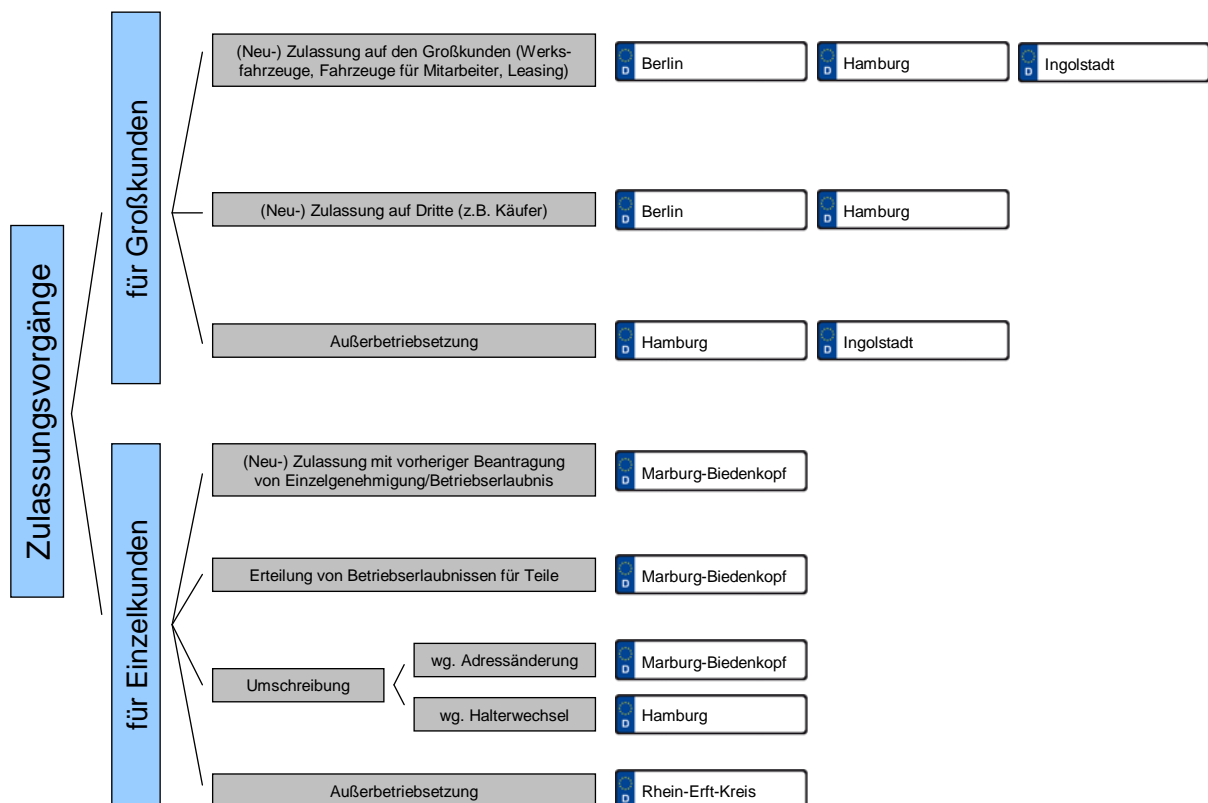 Zulassungsvorgänge
für Großkunden
(Neu-) Zulassung auf den Großkunden (Werks-
fahrzeuge, Fahrzeuge für Mitarbeiter, Leasing)
D Berlin
D Hamburg
D Ingolstadt
(Neu-) Zulassung auf Dritte (z.B. Käufer)
D Berlin
D Hamburg
Außerbetriebsetzung
D Hamburg
D Ingolstadt
für Einzelkunden
(Neu-) Zulassung mit vorheriger Beantragung
von Einzelgenehmigung/Betriebserlaubnis
D Marburg-Biedenkopf
Erteilung von Betriebserlaubnissen für Teile
D Marburg-Biedenkopf
Umschreibung
wg. Adressänderung
D Marburg-Biedenkopf
wg. Halterwechsel
D Hamburg
Außerbetriebsetzung
D Rhein-Erft-Kreis